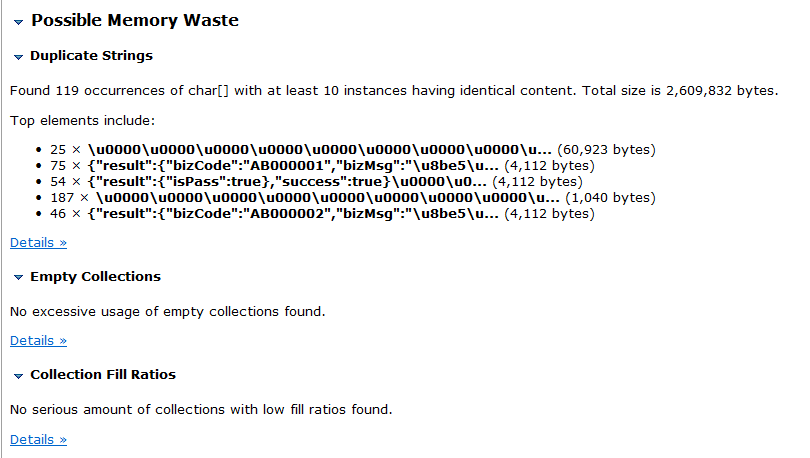 Possible Memory Waste
Duplicate Strings
Found 119 occurrences of char[] with at least 10 instances having identical content. Total size is 2,609,832 bytes.
Top elements include:
• 25 × \u0000\u0000\u0000\u0000\u0000\u0000\u0000\u0000\u... (60,923 bytes)
• 75 × {"result":{"bizCode":"AB000001","bizMsg":"\u8be5\u... (4,112 bytes)
• 54 × {"result":{"isPass":true},"success":true}\u0000\u0... (4,112 bytes)
• 187 × \u0000\u0000\u0000\u0000\u0000\u0000\u0000\u0000\u... (1,040 bytes)
• 46 × {"result":{"bizCode":"AB000002","bizMsg":"\u8be5\u... (4,112 bytes)
Details »
Empty Collections
No excessive usage of empty collections found.
Details »
Collection Fill Ratios
No serious amount of collections with low fill ratios found.
Details »